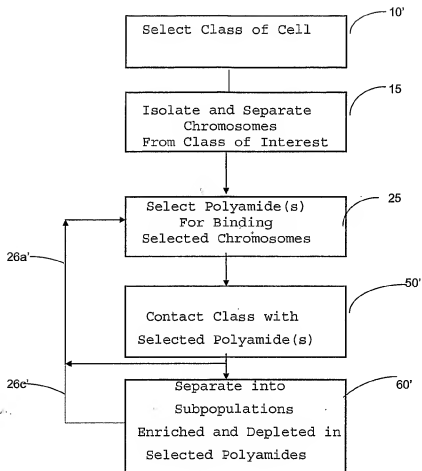 10'
Select Class of Cell
15
Isolate and Separate
Chromosomes
From Class of Interest
25
Select Polyamide(s)
For Binding
Selected Chromosomes
26a'
50'
Contact Class with
Selected Polyamide(s)
26c'
60'
Separate into
Subpopulations
Enriched and Depleted in
Selected Polyamides